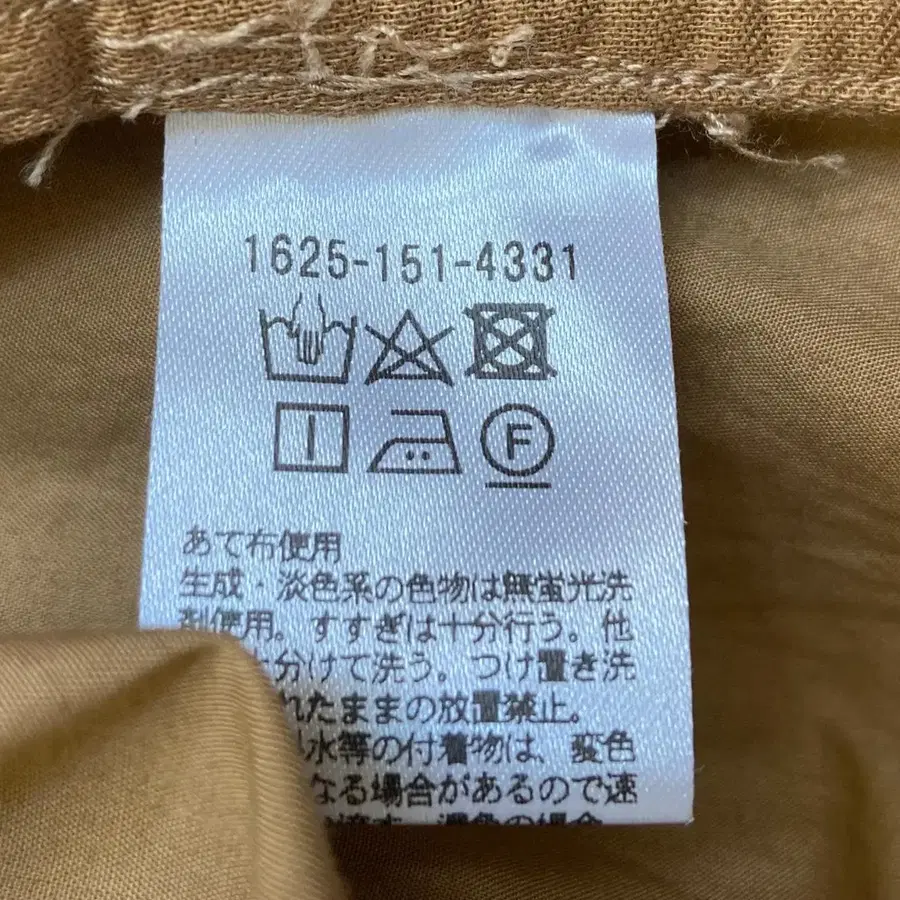 1625-151-4331
F
あて布使用
生成・淡色系の色物は無蛍光洗
剤使用。すすぎは十分行う。他
分けて洗う。つけ置き洗
れたままの放置禁止。
水等の付着物は、変色
なる場合があるので速